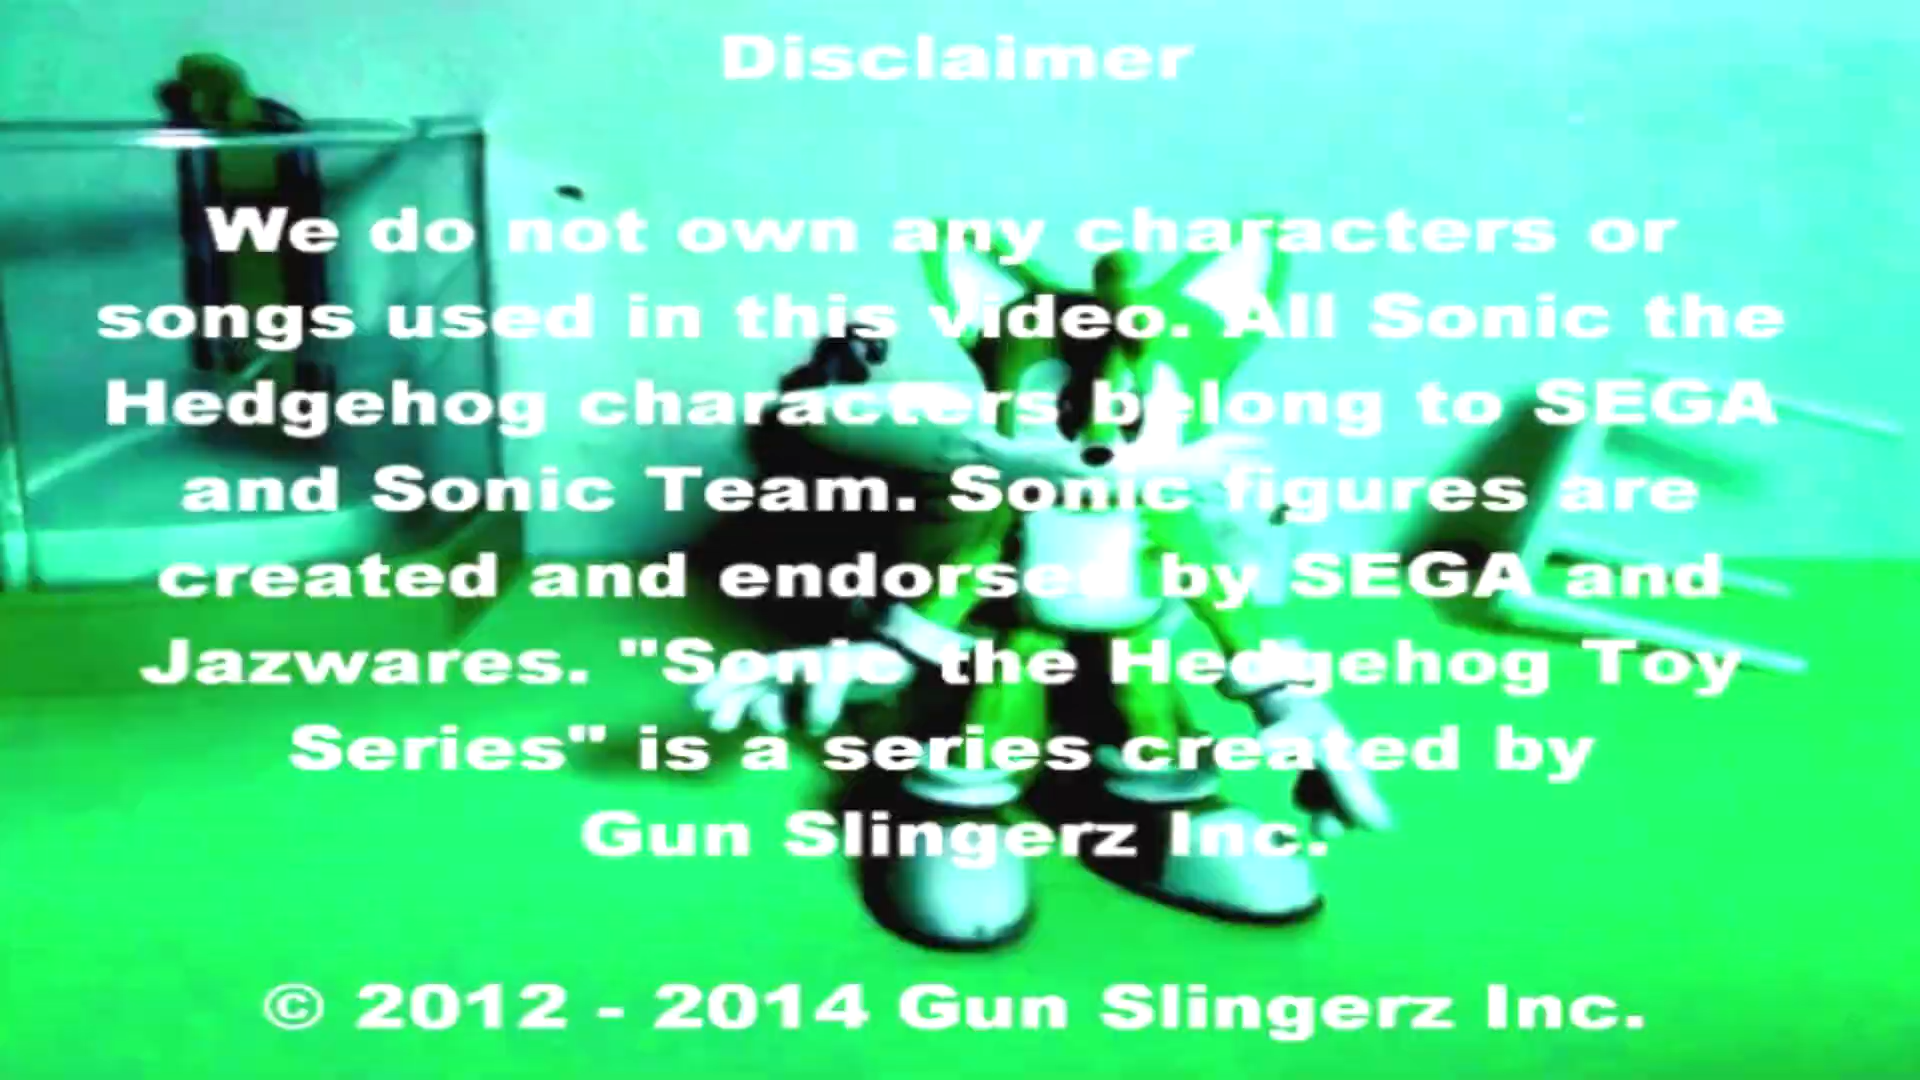 Disclaimer
We do not own any characters or
songs used in this video. All Sonic the
Hedgehog characters belong to SEGA
and Sonic Team. Sonic figures are
created and endorsed by SEGA and
Jazwares. "Sonic the Hedgehog Toy
Series" is a series created by
Gun Slingerz Inc.
© 2012 - 2014 Gun Slingerz Inc.